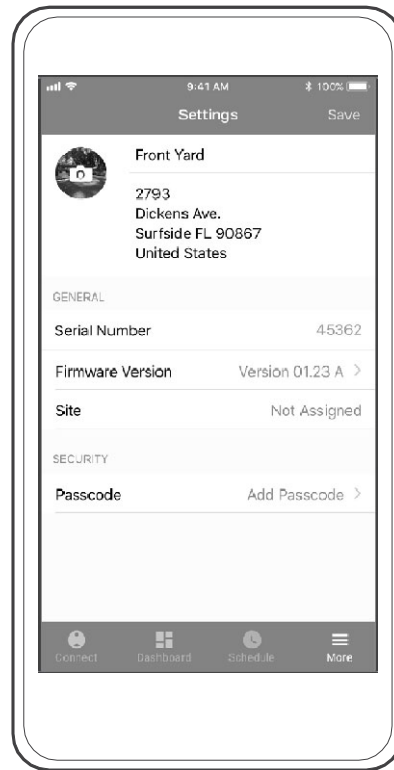 9:41 AM
100%
Settings
Save
Front Yard
2793
Dickens Ave.
Surfside FL 90867
United States
GENERAL
Serial Number 45362
Firmware Version Version 01.23 A >
Site Not Assigned
SECURITY
Passcode Add Passcode >
Connect Dashboard Schedule More